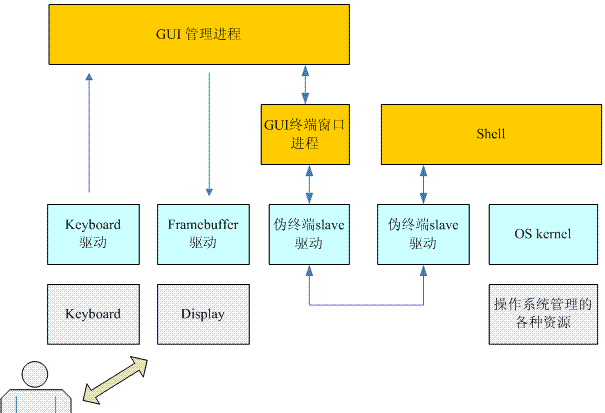 GUI 管理进程
GUI终端窗口
进程
Shell
Keyboard
驱动
Framebuffer
驱动
伪终端slave
驱动
伪终端slave
驱动
OS kernel
Keyboard
Display
操作系统管理的
各种资源